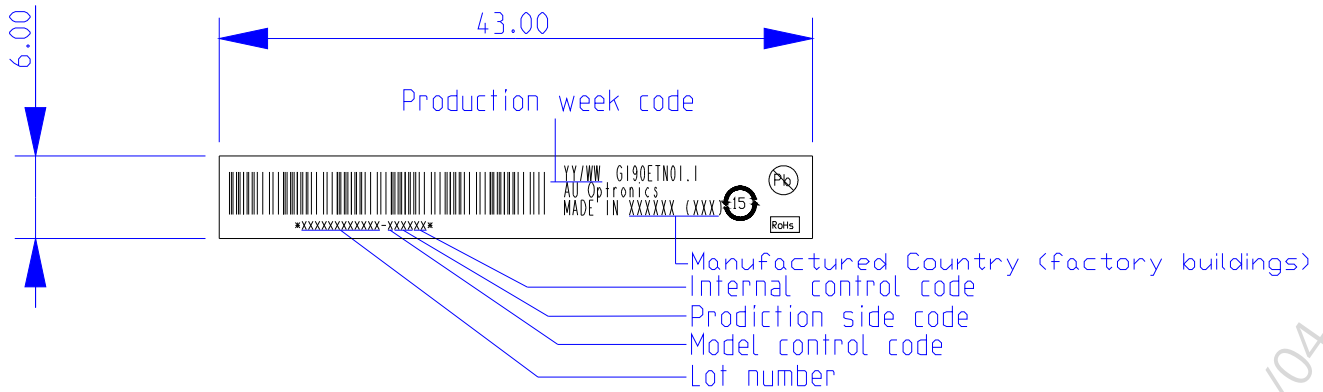 43.00
6.00
Production week code
YY/WW G190ETN01.1
AU Optronics
MADE IN XXXXXX (XXX)
15
Pb
RoHs
*XXXXXXXXXXXX-XXXXXX*
Manufactured Country (factory buildings)
Internal control code
Prodiction side code
Model control code
Lot number
/04